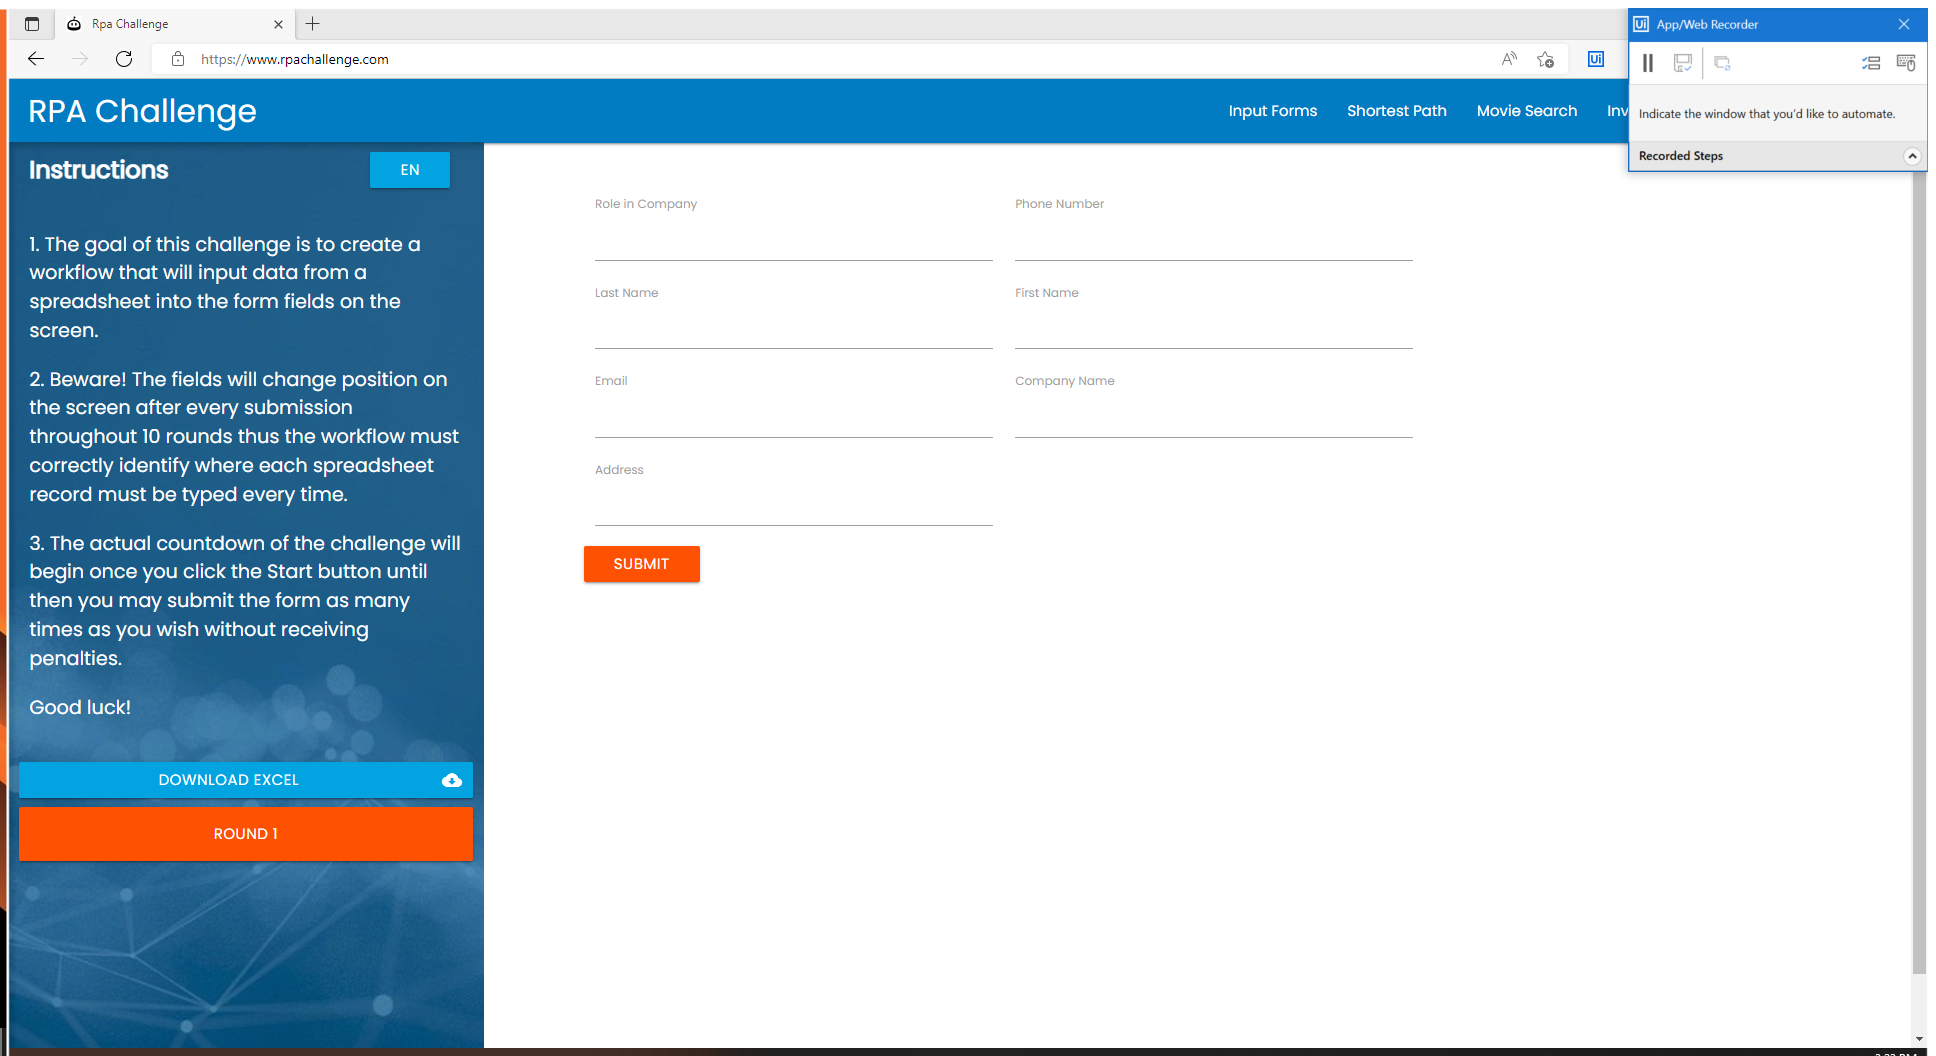 Rpa Challenge
https://www.rpachallenge.com
Ui
Ui App/Web Recorder
Indicate the window that you'd like to automate.
Recorded Steps
RPA Challenge
Input Forms Shortest Path Movie Search Inv
Instructions
EN
1. The goal of this challenge is to create a
workflow that will input data from a
spreadsheet into the form fields on the
screen.
2. Beware! The fields will change position on
the screen after every submission
throughout 10 rounds thus the workflow must
correctly identify where each spreadsheet
record must be typed every time.
3. The actual countdown of the challenge will
begin once you click the Start button until
then you may submit the form as many
times as you wish without receiving
penalties.
Good luck!
DOWNLOAD EXCEL
ROUND 1
Role in Company
Phone Number
Last Name
First Name
Email
Company Name
Address
SUBMIT